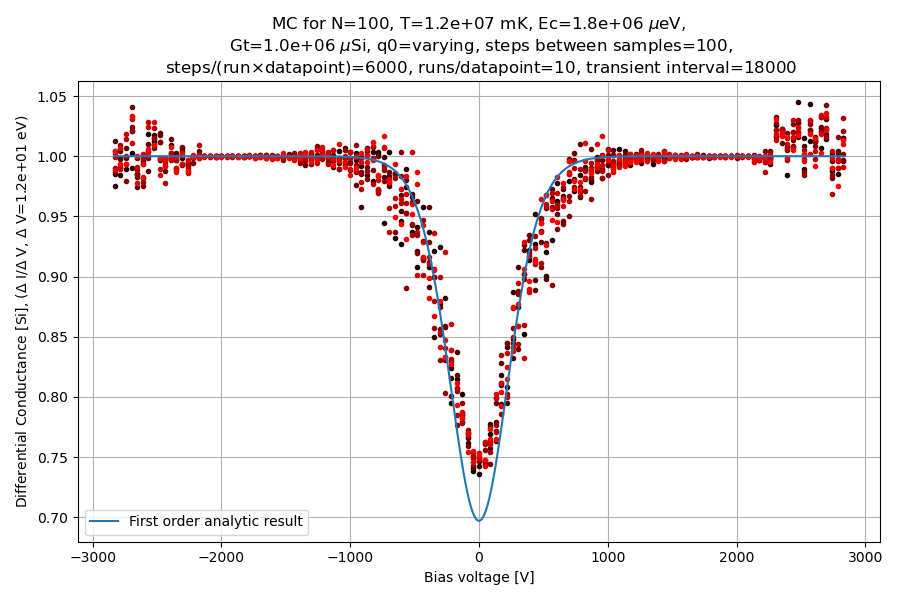 MC for N=100, T=1.2e+07 mK, Ec=1.8e+06 μeV,
Gt=1.0e+06 μSi, q0=varying, steps between samples=100,
steps/(run×datapoint)=6000, runs/datapoint=10, transient interval=18000
Differential Conductance [Si], (Δ I/Δ V, Δ V=1.2e+01 eV)
1.05
1.00
0.95
0.90
0.85
0.80
0.75
0.70
First order analytic result
−3000 −2000 −1000 0 1000 2000 3000
Bias voltage [V]